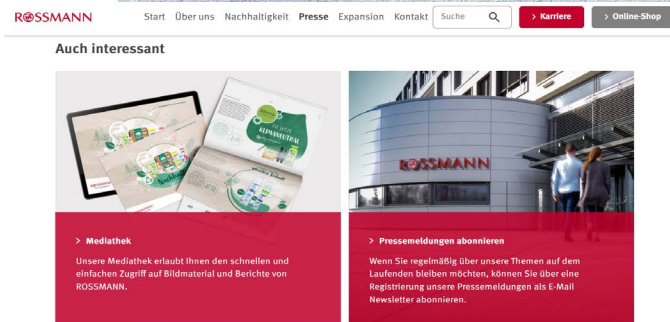 ROSSMANN
Start Über uns Nachhaltigkeit Presse Expansion Kontakt Suche > Karriere > Online-Shop
Auch interessant
KLIMANEUTRAL
ROSSMANN
> Mediathek
Unsere Mediathek erlaubt Ihnen den schnellen und
einfachen Zugriff auf Bildmaterial und Berichte von
ROSSMANN.
> Pressemeldungen abonnieren
Wenn Sie regelmäßig über unsere Themen auf dem
Laufenden bleiben möchten, können Sie über eine
Registrierung unsere Pressemeldungen als E-Mail
Newsletter abonnieren.